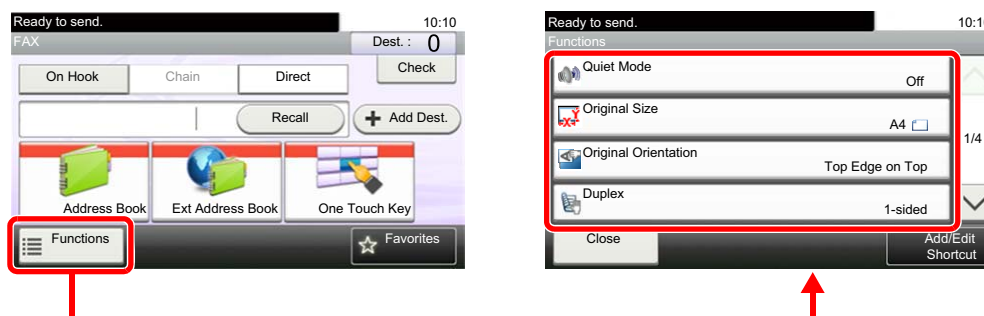 Ready to send. 10:10
FAX Dest. : 0
On Hook Chain Direct Check
Recall Add Dest.
Address Book Ext Address Book One Touch Key
Functions Favorites
Ready to send. 10:10
Functions
Quiet Mode
Off
Original Size
A4
1/4
Original Orientation
Top Edge on Top
Duplex
1-sided
Close Add/Edit
Shortcut